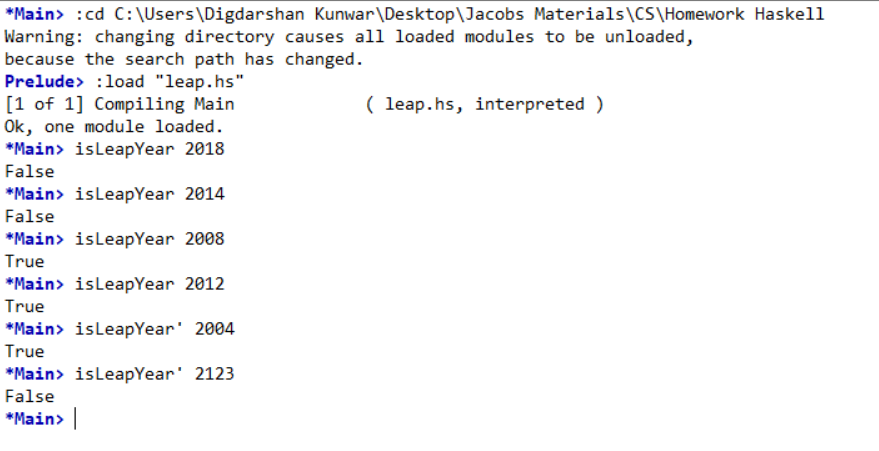 *Main> :cd C:\Users\Digdarshan Kunwar\Desktop\Jacobs Materials\CS\Homework Haskell
Warning: changing directory causes all loaded modules to be unloaded,
because the search path has changed.
Prelude> :load "leap.hs"
[1 of 1] Compiling Main             ( leap.hs, interpreted )
Ok, one module loaded.
*Main> isLeapYear 2018
False
*Main> isLeapYear 2014
False
*Main> isLeapYear 2008
True
*Main> isLeapYear 2012
True
*Main> isLeapYear' 2004
True
*Main> isLeapYear' 2123
False
*Main>